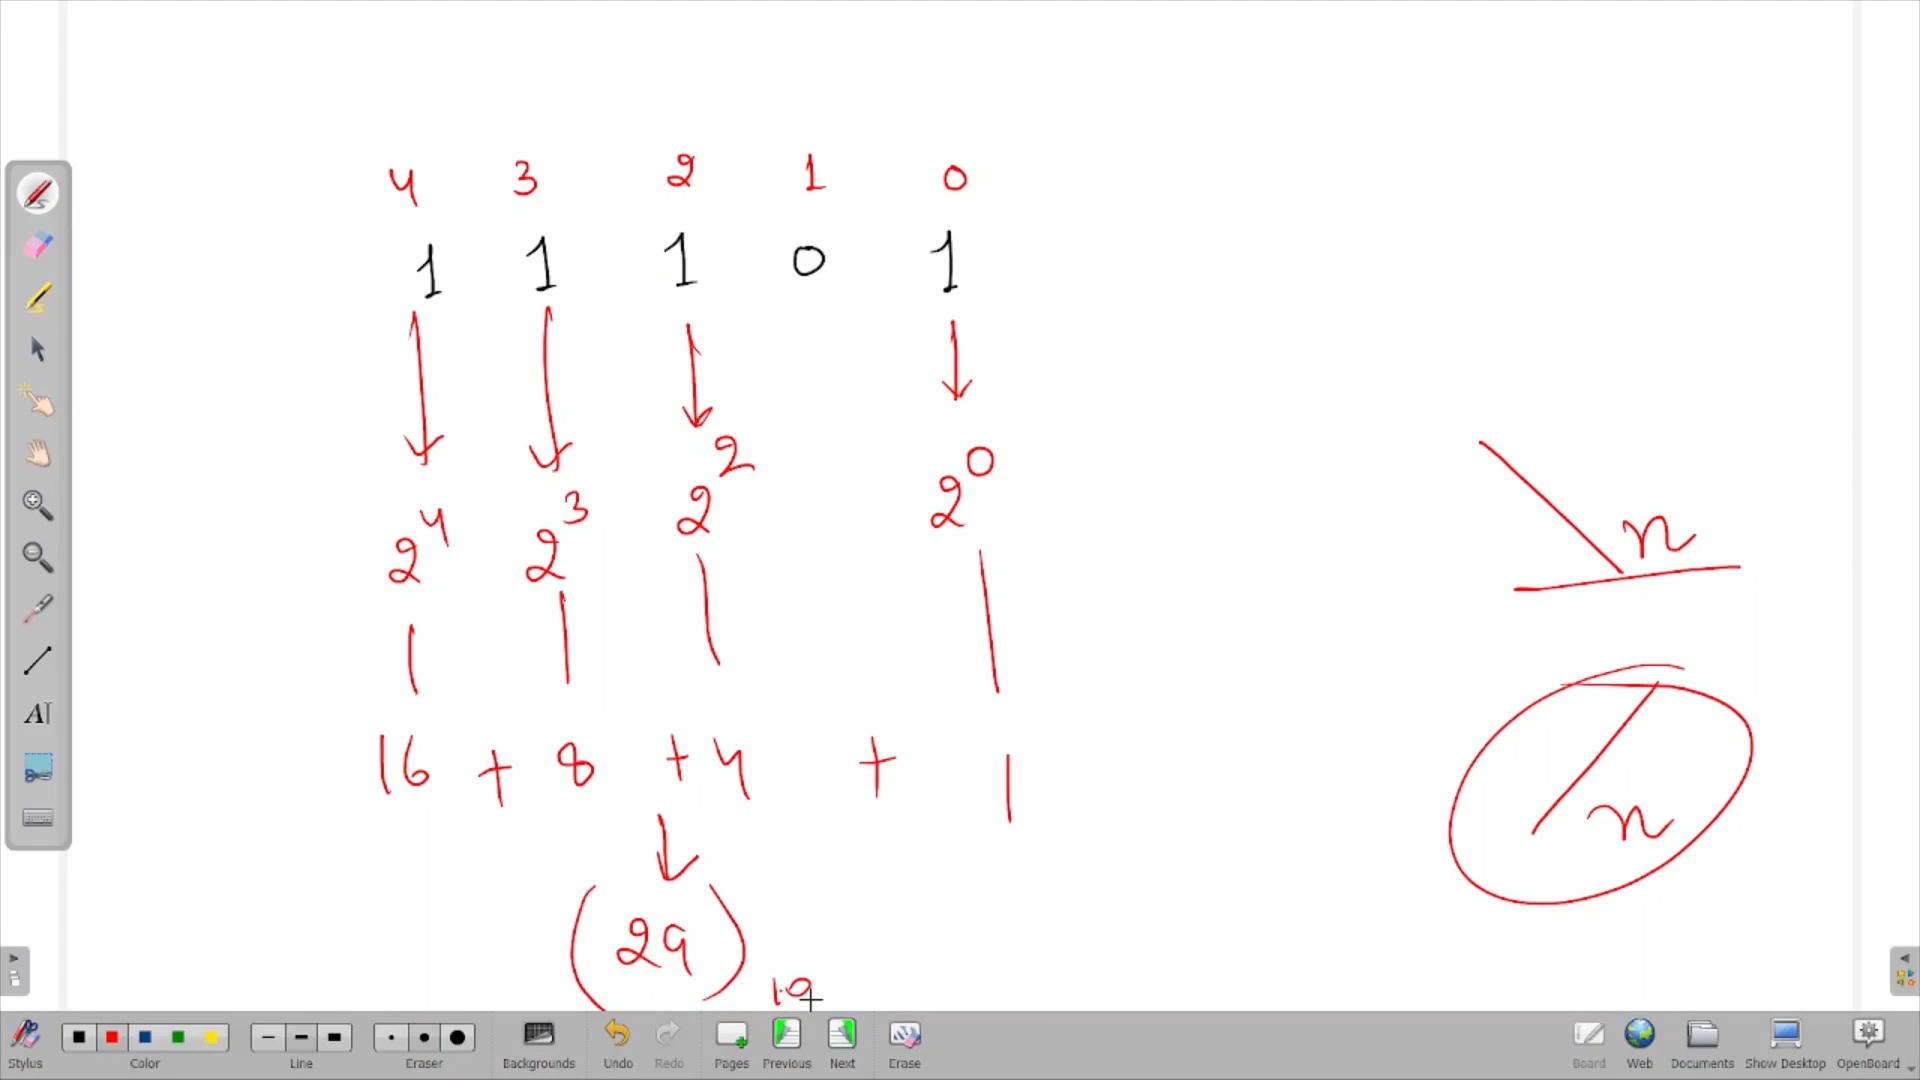 4 3 2 1 0
1 1 1 0 1
2⁴ 2³ 2² 2⁰
n
16 + 8 + 4 + 1
n
(29)₁₀
Stylus Color Line Eraser Backgrounds Undo Redo Pages Previous Next Erase Board Web Documents Show Desktop OpenBoard